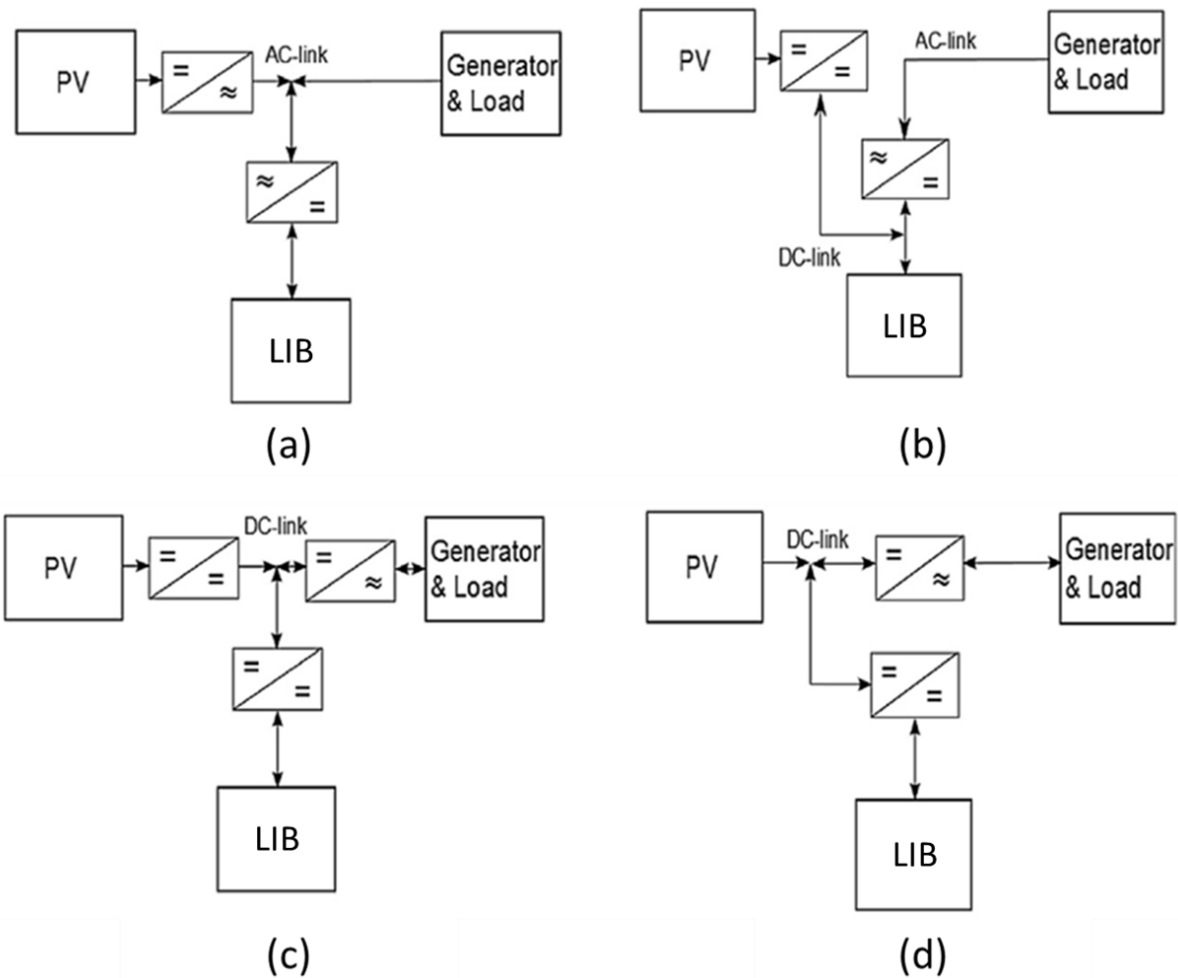 PV
=
≈
AC-link
Generator
& Load
≈
=
LIB
(a)
PV
=
=
AC-link
Generator
& Load
≈
=
DC-link
LIB
(b)
PV
=
=
DC-link
=
≈
Generator
& Load
=
=
LIB
(c)
PV
DC-link
=
≈
Generator
& Load
=
=
LIB
(d)